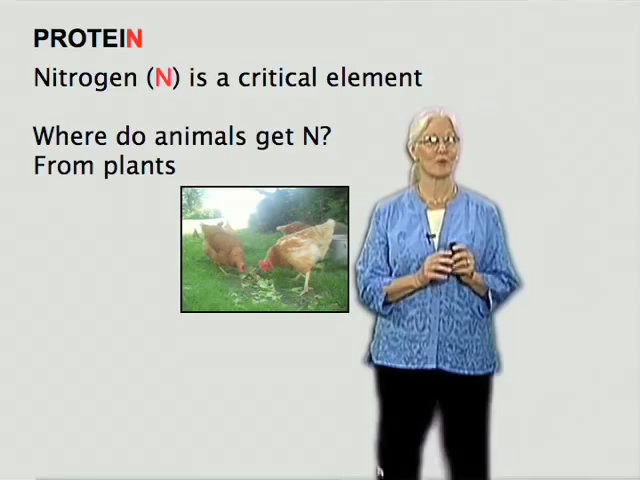 PROTEIN
Nitrogen (N) is a critical element
Where do animals get N?
From plants